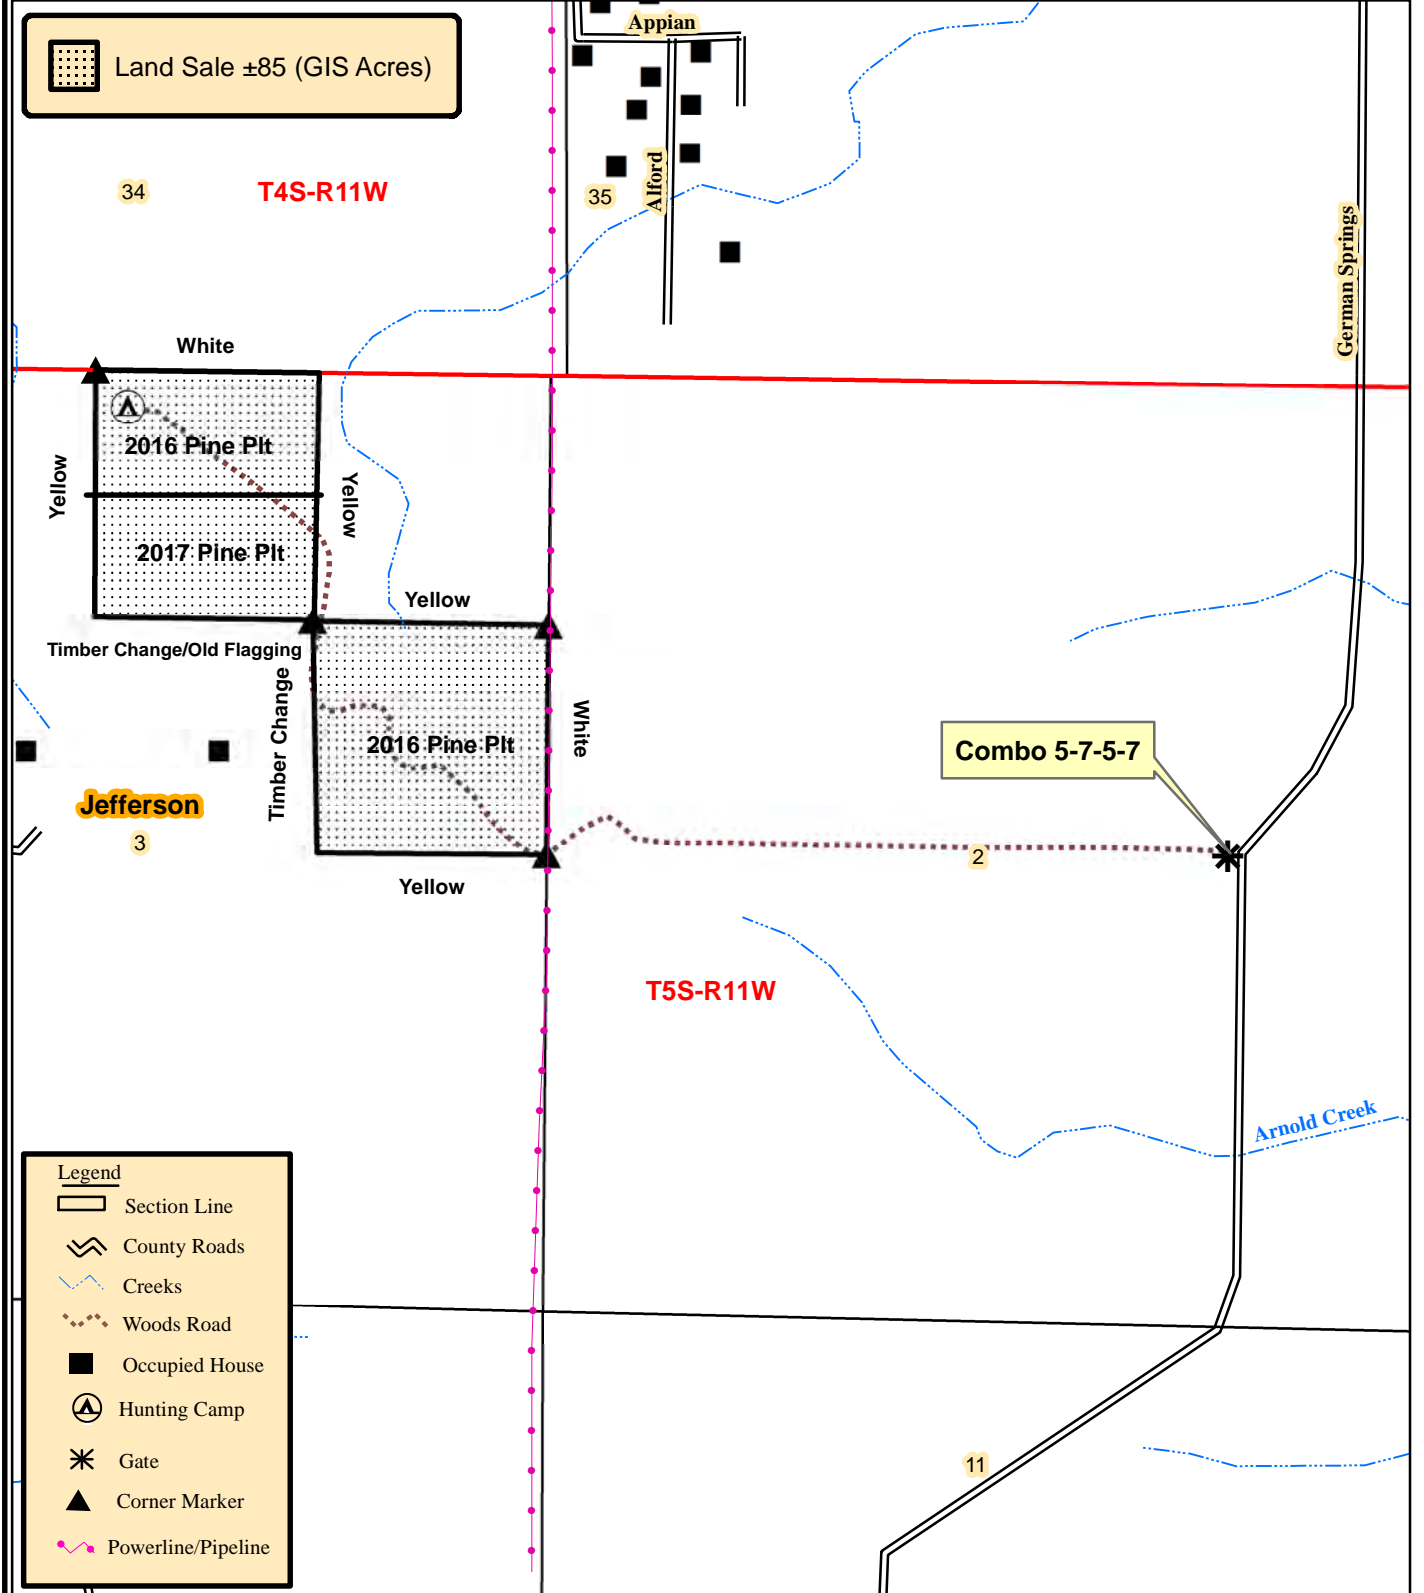 Land Sale ±85 (GIS Acres)
Appian
34
T4S-R11W
35
Alford
German Springs
White
2016 Pine Plt
Yellow
Yellow
2017 Pine Plt
Yellow
Timber Change/Old Flagging
Timber Change
2016 Pine Plt
White
Combo 5-7-5-7
Jefferson
3
2
Yellow
T5S-R11W
Arnold Creek
Legend
Section Line
County Roads
Creeks
Woods Road
Occupied House
Hunting Camp
Gate
Corner Marker
Powerline/Pipeline
11